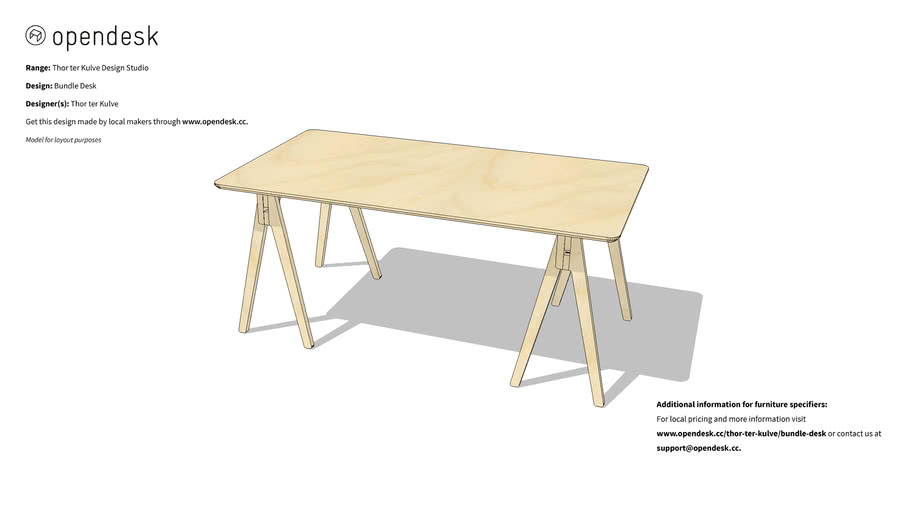 opendesk
Range: Thor ter Kulve Design Studio
Design: Bundle Desk
Designer(s): Thor ter Kulve
Get this design made by local makers through www.opendesk.cc.
Model for layout purposes
Additional information for furniture specifiers:
For local pricing and more information visit
www.opendesk.cc/thor-ter-kulve/bundle-desk or contact us at
support@opendesk.cc.